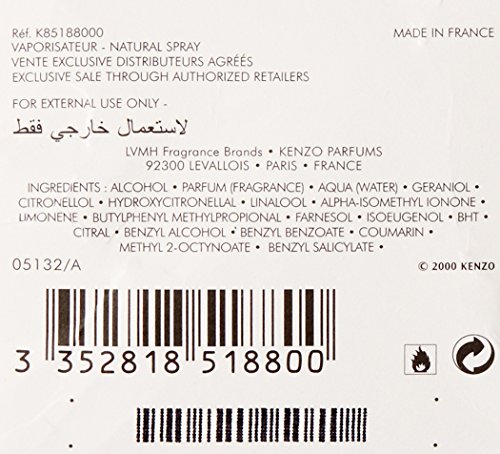 Réf. K85188000
MADE IN FRANCE
VAPORISATEUR - NATURAL SPRAY
VENTE EXCLUSIVE DISTRIBUTEURS AGRÉÉS
EXCLUSIVE SALE THROUGH AUTHORIZED RETAILERS
FOR EXTERNAL USE ONLY -
لاستعمال خارجي فقط
LVMH Fragrance Brands • KENZO PARFUMS
92300 LEVALLOIS • PARIS • FRANCE
INGREDIENTS : ALCOHOL • PARFUM (FRAGRANCE) • AQUA (WATER) • GERANIOL •
CITRONELLOL • HYDROXYCITRONELLAL • LINALOOL • ALPHA-ISOMETHYL IONONE •
LIMONENE • BUTYLPHENYL METHYLPROPIONAL • FARNESOL • ISOEUGENOL • BHT •
CITRAL • BENZYL ALCOHOL • BENZYL BENZOATE • COUMARIN •
METHYL 2-OCTYNOATE • BENZYL SALICYLATE •
05132/A
© 2000 KENZO
3 352818 518800